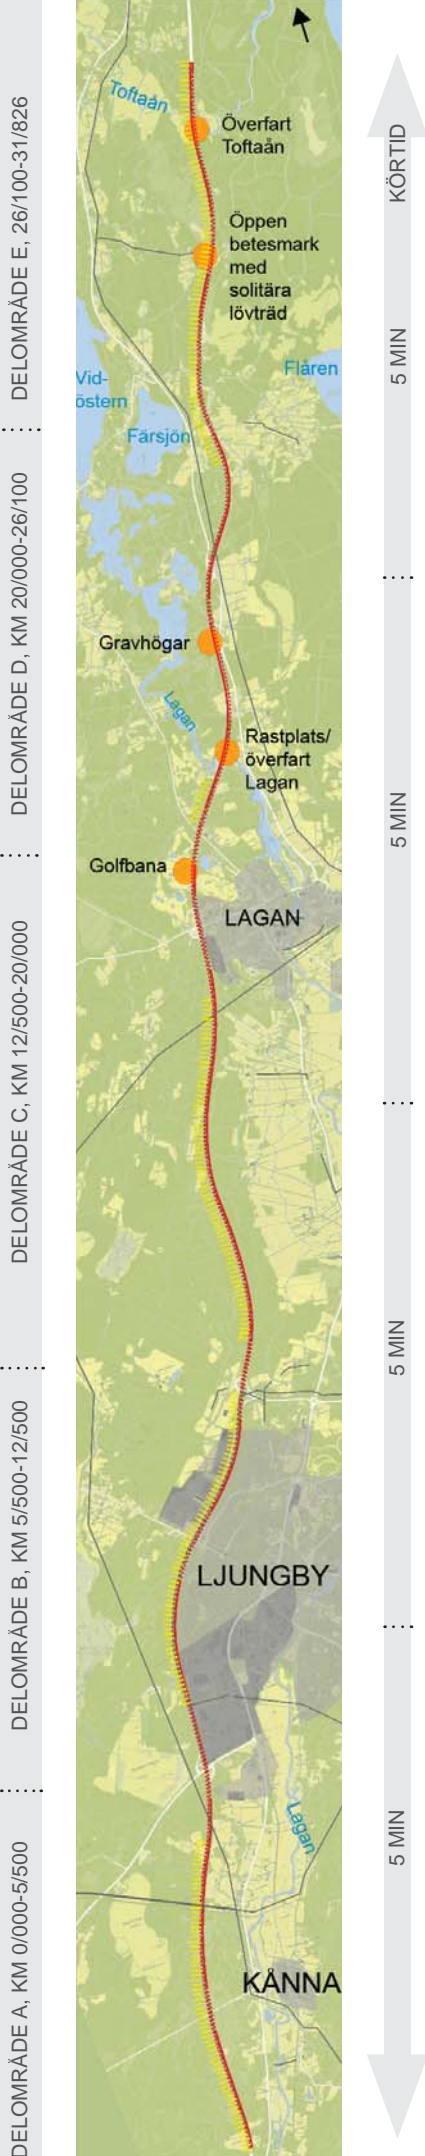 DELOMRÅDE E, 26/100-31/826
DELOMRÅDE D, KM 20/000-26/100
DELOMRÅDE C, KM 12/500-20/000
DELOMRÅDE B, KM 5/500-12/500
DELOMRÅDE A, KM 0/000-5/500
Toftaån
Överfart
Toftaån
Öppen
betesmark
med
solitära
lövträd
Vid-
östern
Flåren
Färsjön
Gravhögar
Lagan
Rastplats/
överfart
Lagan
Golfbana
LAGAN
LJUNGBY
Lagan
KÅNNA
KÖRTID
5 MIN
5 MIN
5 MIN
5 MIN